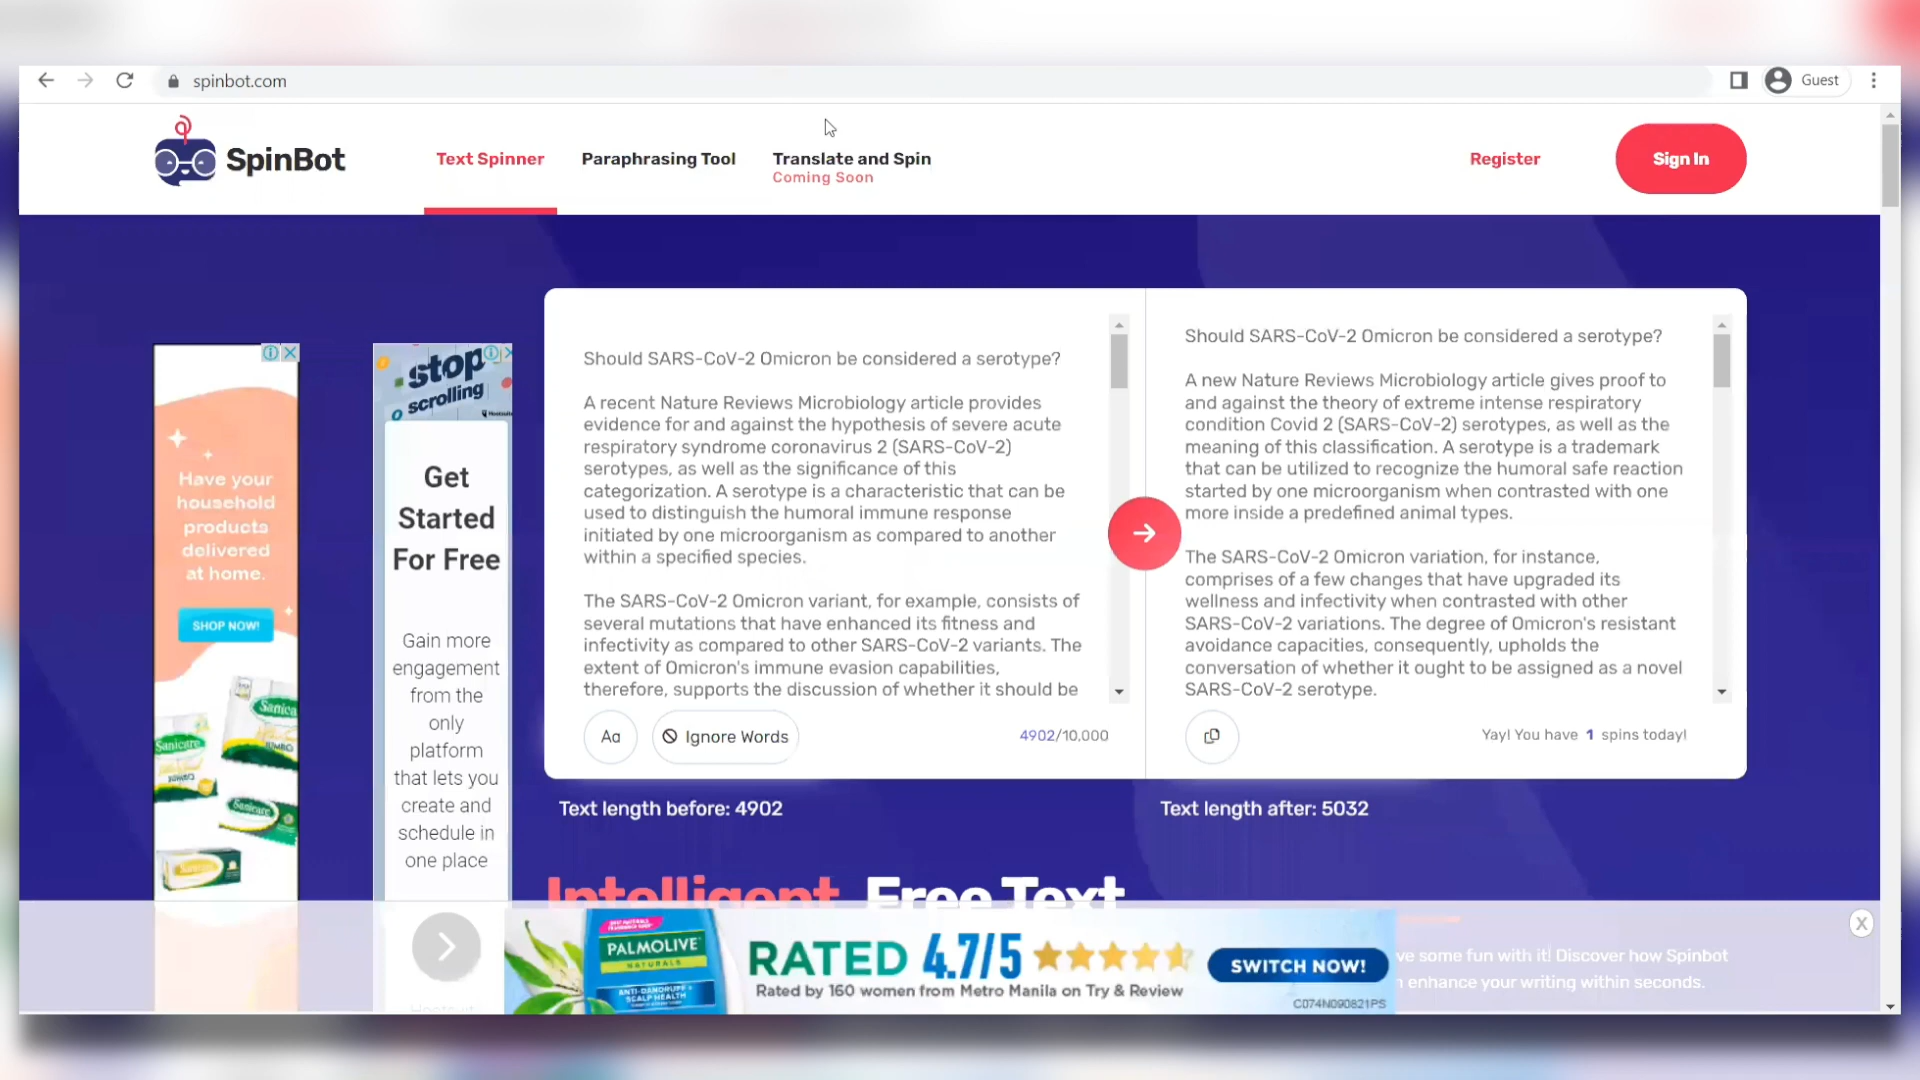 spinbot.com
Guest
SpinBot
Text Spinner
Paraphrasing Tool
Translate and Spin
Coming Soon
Register
Sign In
Have your
household
products
delivered
at home.
SHOP NOW!
Sanicare
Sanicare
JUMBO
Sanicare
stop
scrolling
Get
Started
For Free
Gain more
engagement
from the
only
platform
that lets you
create and
schedule in
one place
Should SARS-CoV-2 Omicron be considered a serotype?
A recent Nature Reviews Microbiology article provides
evidence for and against the hypothesis of severe acute
respiratory syndrome coronavirus 2 (SARS-CoV-2)
serotypes, as well as the significance of this
categorization. A serotype is a characteristic that can be
used to distinguish the humoral immune response
initiated by one microorganism as compared to another
within a specified species.
The SARS-CoV-2 Omicron variant, for example, consists of
several mutations that have enhanced its fitness and
infectivity as compared to other SARS-CoV-2 variants. The
extent of Omicron's immune evasion capabilities,
therefore, supports the discussion of whether it should be
Aa
Ignore Words
4902/10,000
Should SARS-CoV-2 Omicron be considered a serotype?
A new Nature Reviews Microbiology article gives proof to
and against the theory of extreme intense respiratory
condition Covid 2 (SARS-CoV-2) serotypes, as well as the
meaning of this classification. A serotype is a trademark
that can be utilized to recognize the humoral safe reaction
started by one microorganism when contrasted with one
more inside a predefined animal types.
The SARS-CoV-2 Omicron variation, for instance,
comprises of a few changes that have upgraded its
wellness and infectivity when contrasted with other
SARS-CoV-2 variations. The degree of Omicron's resistant
avoidance capacities, consequently, upholds the
conversation of whether it ought to be assigned as a novel
SARS-CoV-2 serotype.
Yay! You have 1 spins today!
Text length before: 4902
Text length after: 5032
Intelligent Free Text
PALMOLIVE
NATURALS
ANTI-DANDRUFF +
SCALP HEALTH
RATED 4.7/5
Rated by 160 women from Metro Manila on Try & Review
SWITCH NOW!
C074N090821PS
ve some fun with it! Discover how Spinbot
enhance your writing within seconds.